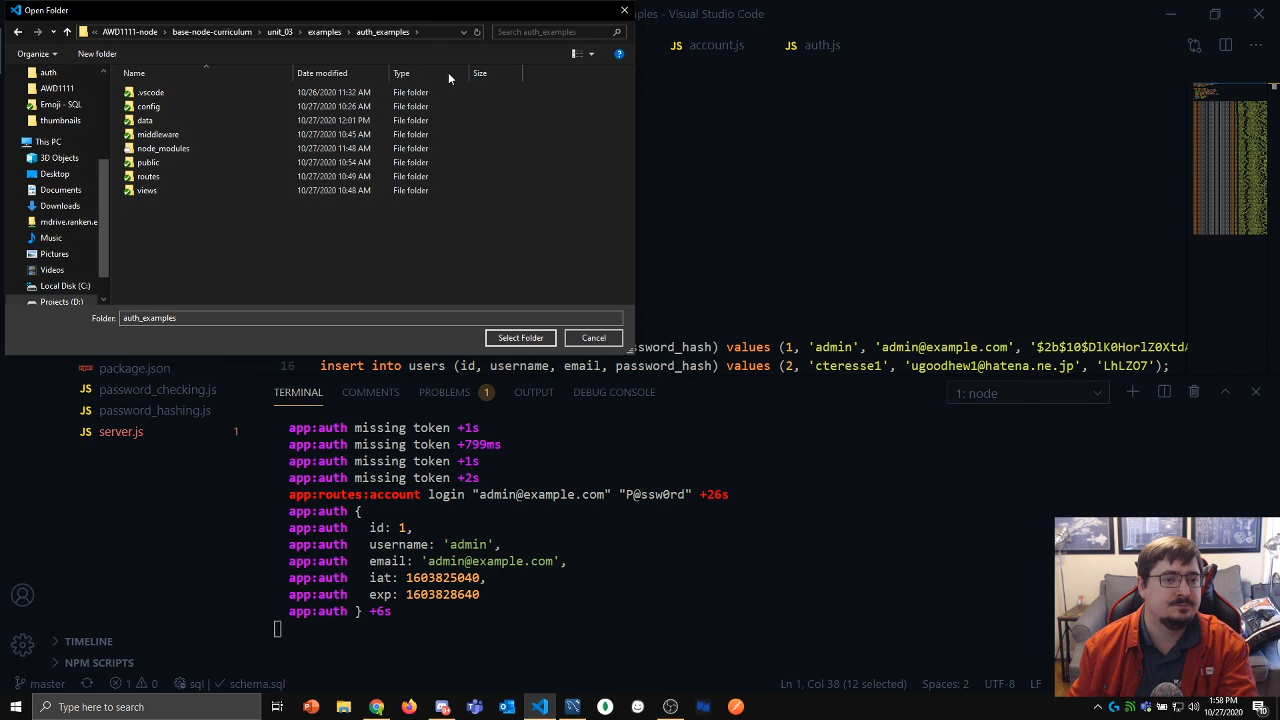 Open Folder
AWD1111-node
base-node-curriculum
unit_03
examples
auth_examples
Search auth_examples
Organize
New folder
auth
AWD1111
Emoji - SQL
thumbnails
This PC
3D Objects
Desktop
Documents
Downloads
mdrive.ranken.e
Music
Pictures
Videos
Local Disk (C:)
Projects (D:)
Name Date modified Type Size
.vscode 10/26/2020 11:32 AM File folder
config 10/27/2020 10:26 AM File folder
data 10/27/2020 12:01 PM File folder
middleware 10/27/2020 10:45 AM File folder
node_modules 10/27/2020 11:48 AM File folder
public 10/27/2020 10:54 AM File folder
routes 10/27/2020 10:49 AM File folder
views 10/27/2020 10:48 AM File folder
Folder: auth_examples
Select Folder
Cancel
ples - Visual Studio Code
JS account.js
JS auth.js
password_hash) values (1, 'admin', 'admin@example.com',
16 insert into users (id, username, email, password_hash) values (2, 'cteresse1', 'ugoodhew1@hatena.ne.jp', 'LhLZO7');
package.json
JS password_checking.js
JS password_hashing.js
JS server.js 1
TIMELINE
NPM SCRIPTS
TERMINAL COMMENTS PROBLEMS 1 OUTPUT DEBUG CONSOLE
1: node
app:auth missing token +1s
app:auth missing token +799ms
app:auth missing token +1s
app:auth missing token +2s
app:routes:account login "admin@example.com" "P@ssw0rd" +26s
app:auth {
app:auth id: 1,
app:auth username: 'admin',
app:auth email: 'admin@example.com',
app:auth iat: 1603825040,
app:auth exp: 1603828640
app:auth } +6s
master 1 0 sql schema.sql
Ln 1, Col 38 (12 selected) Spaces: 2 UTF-8 LF
Type here to search
1:58 PM
10/27/2020